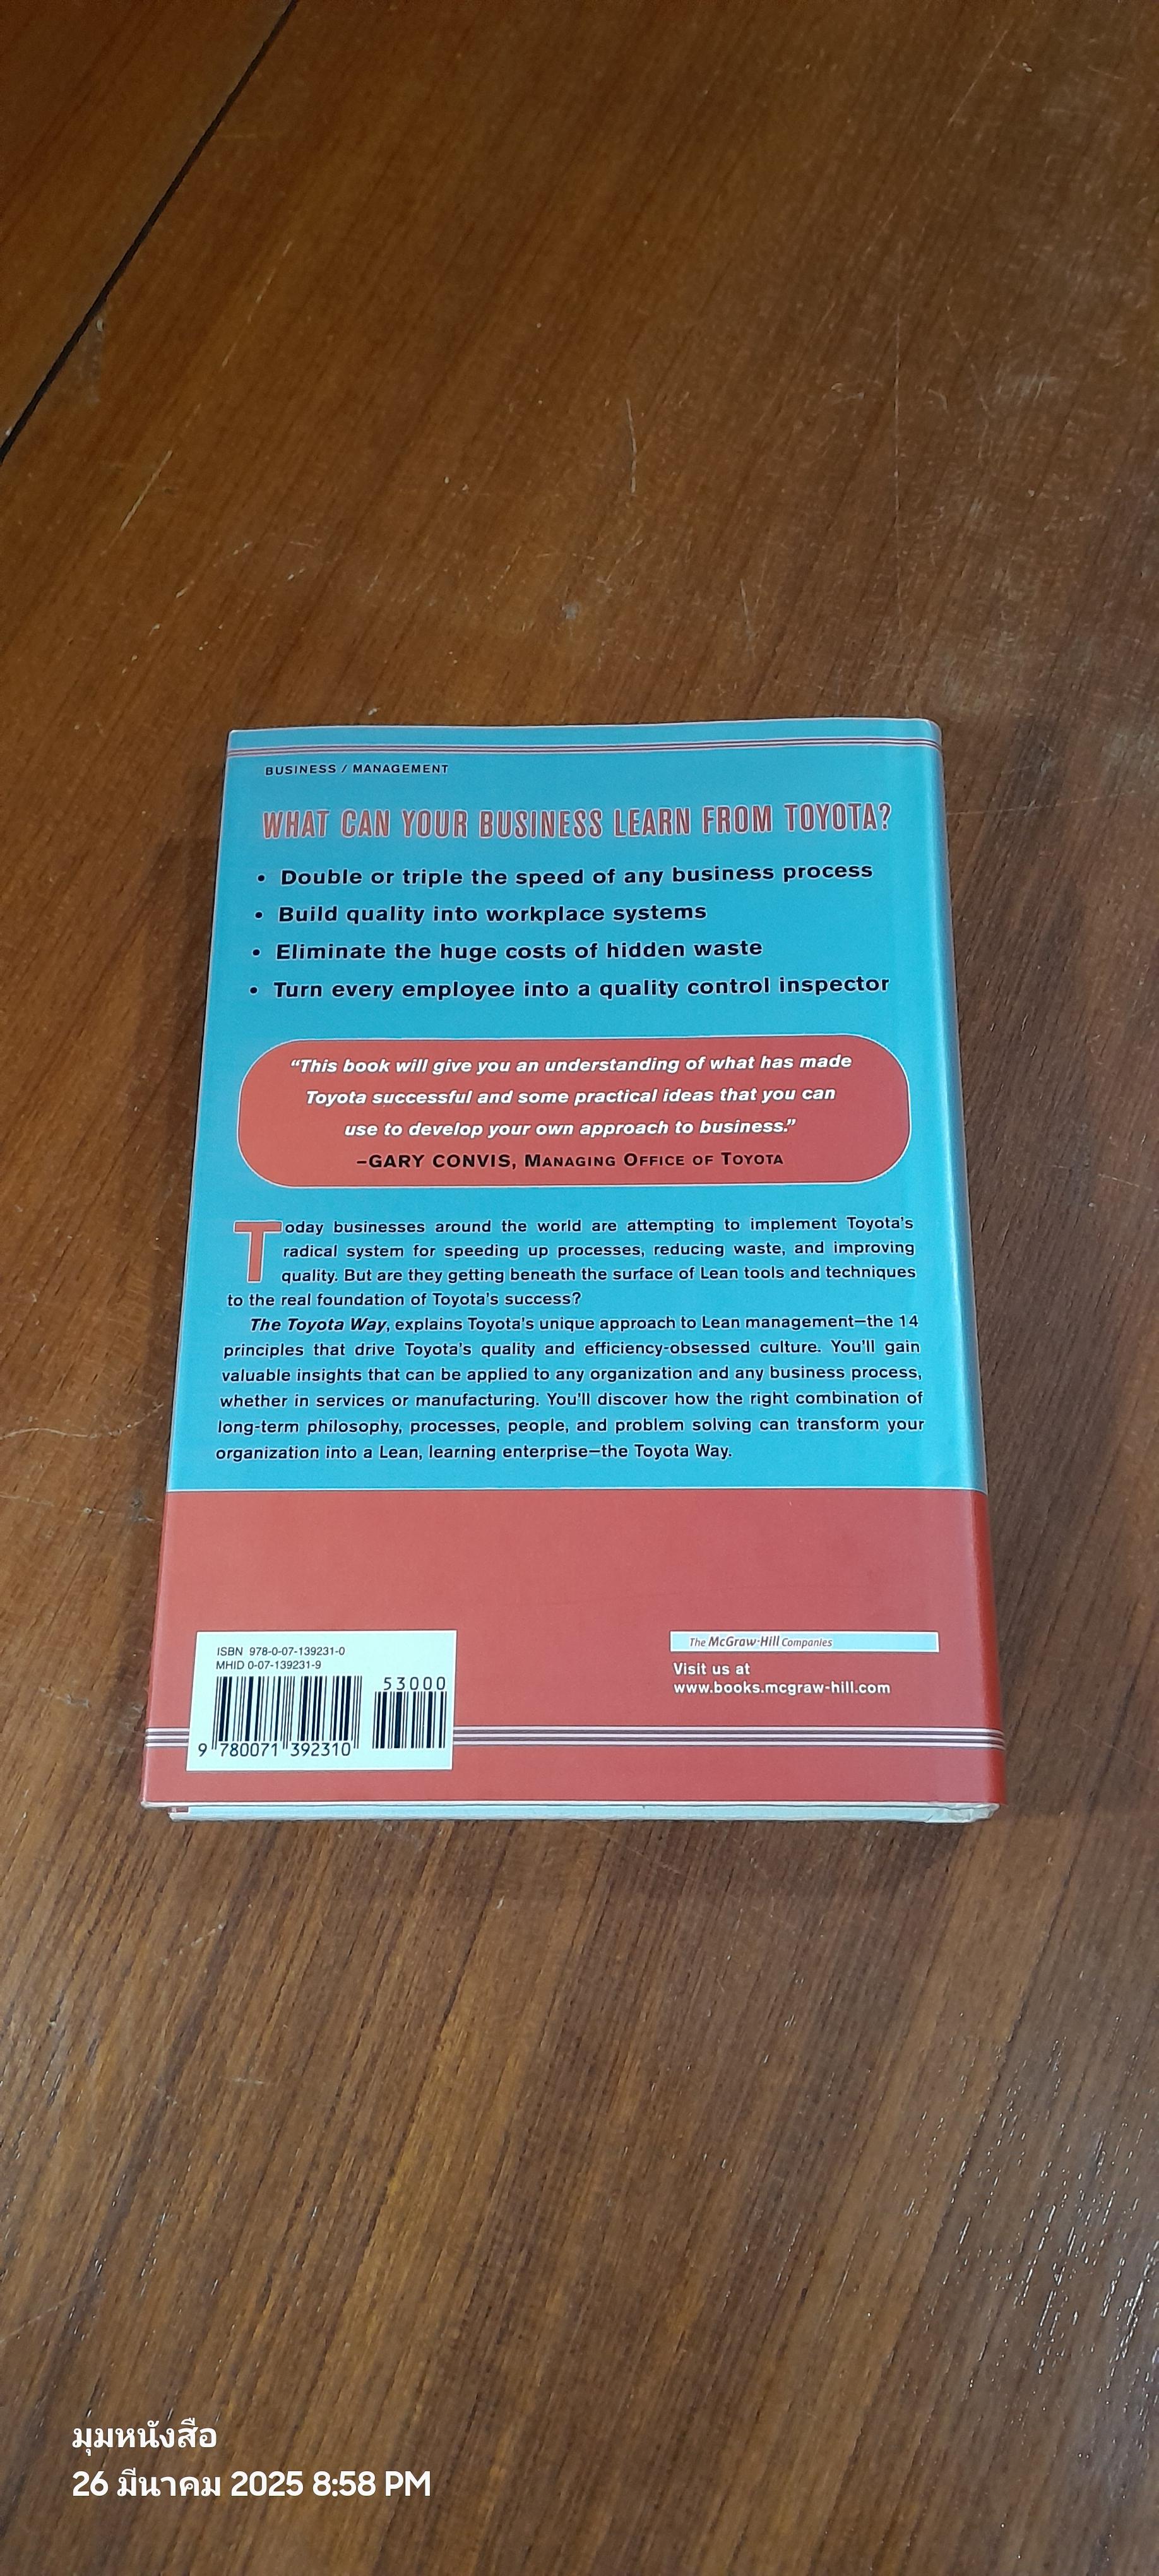 BUSINESS / MANAGEMENT
WHAT CAN YOUR BUSINESS LEARN FROM TOYOTA?
• Double or triple the speed of any business process
• Build quality into workplace systems
• Eliminate the huge costs of hidden waste
• Turn every employee into a quality control inspector
“This book will give you an understanding of what has made
Toyota successful and some practical ideas that you can
use to develop your own approach to business.”
–GARY CONVIS, MANAGING OFFICE OF TOYOTA
Today businesses around the world are attempting to implement Toyota's
radical system for speeding up processes, reducing waste, and improving
quality. But are they getting beneath the surface of Lean tools and techniques
to the real foundation of Toyota's success?
The Toyota Way, explains Toyota's unique approach to Lean management—the 14
principles that drive Toyota's quality and efficiency-obsessed culture. You'll gain
valuable insights that can be applied to any organization and any business process,
whether in services or manufacturing. You'll discover how the right combination of
long-term philosophy, processes, people, and problem solving can transform your
organization into a Lean, learning enterprise—the Toyota Way.
ISBN 978-0-07-139231-0
MHID 0-07-139231-9
53000
9 780071 392310
The McGraw-Hill Companies
Visit us at
www.books.mcgraw-hill.com
มุมหนังสือ
26 มีนาคม 2025 8:58 PM